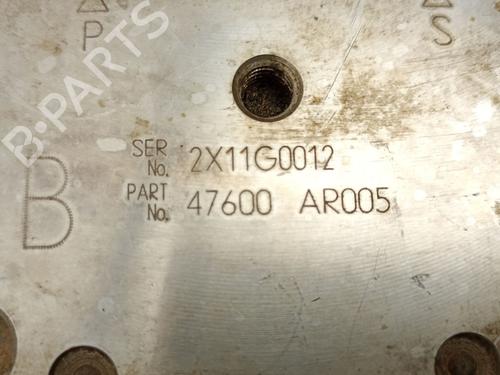 P S
B-PARTS
SER No. 2X11G0012
B
PART No. 47600 AR005